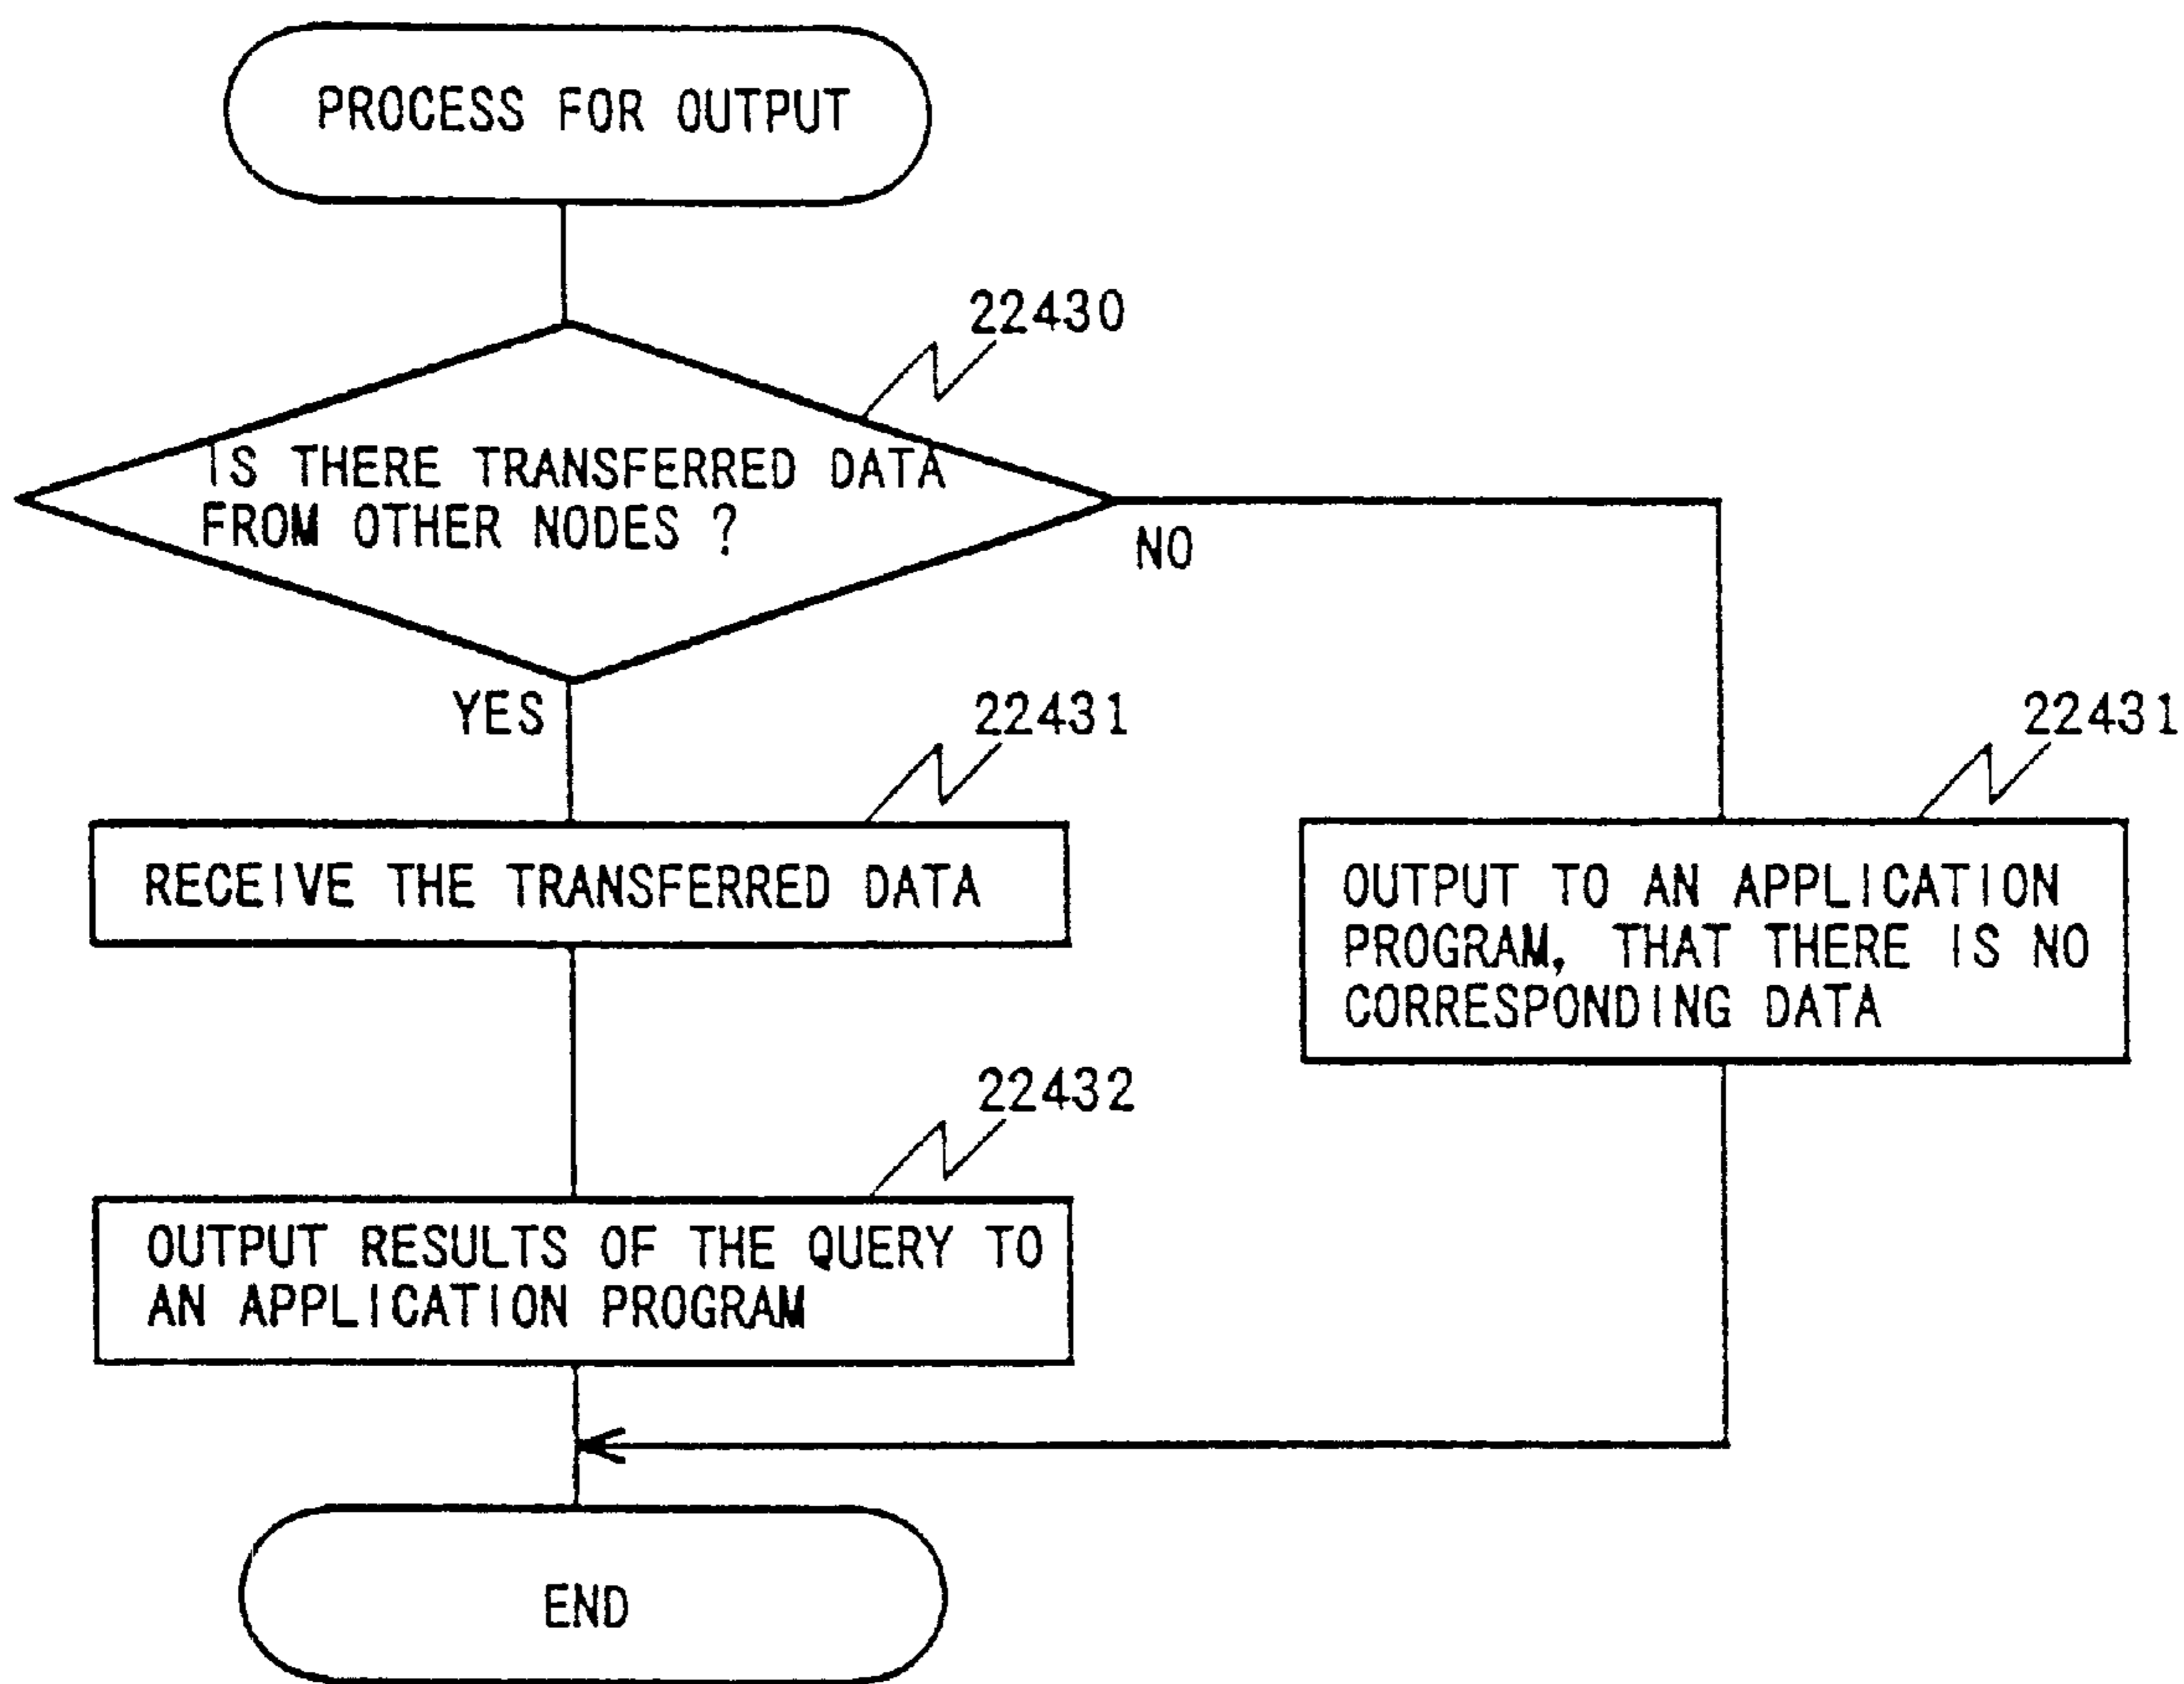 PROCESS FOR OUTPUT
22430
IS THERE TRANSFERRED DATA
FROM OTHER NODES ?
NO
YES
22431
RECEIVE THE TRANSFERRED DATA
22431
OUTPUT TO AN APPLICATION
PROGRAM, THAT THERE IS NO
CORRESPONDING DATA
22432
OUTPUT RESULTS OF THE QUERY TO
AN APPLICATION PROGRAM
END